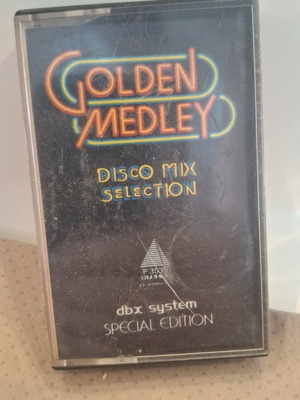 GOLDEN
MEDLEY
DISCO MIX
SELECTION
dbx system
SPECIAL EDITION